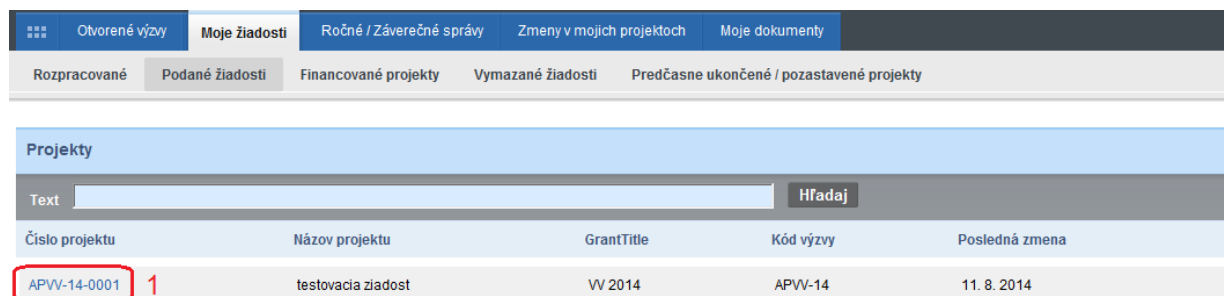 Otvorené výzvy Moje žiadosti Ročné / Záverečné správy Zmeny v mojich projektoch Moje dokumenty
Rozpracované Podané žiadosti Financované projekty Vymazané žiadosti Predčasne ukončené / pozastavené projekty
Projekty
Text Hľadaj
Číslo projektu Názov projektu GrantTitle Kód výzvy Posledná zmena
APVV-14-0001 1 testovacia ziadost VV 2014 APVV-14 11. 8. 2014